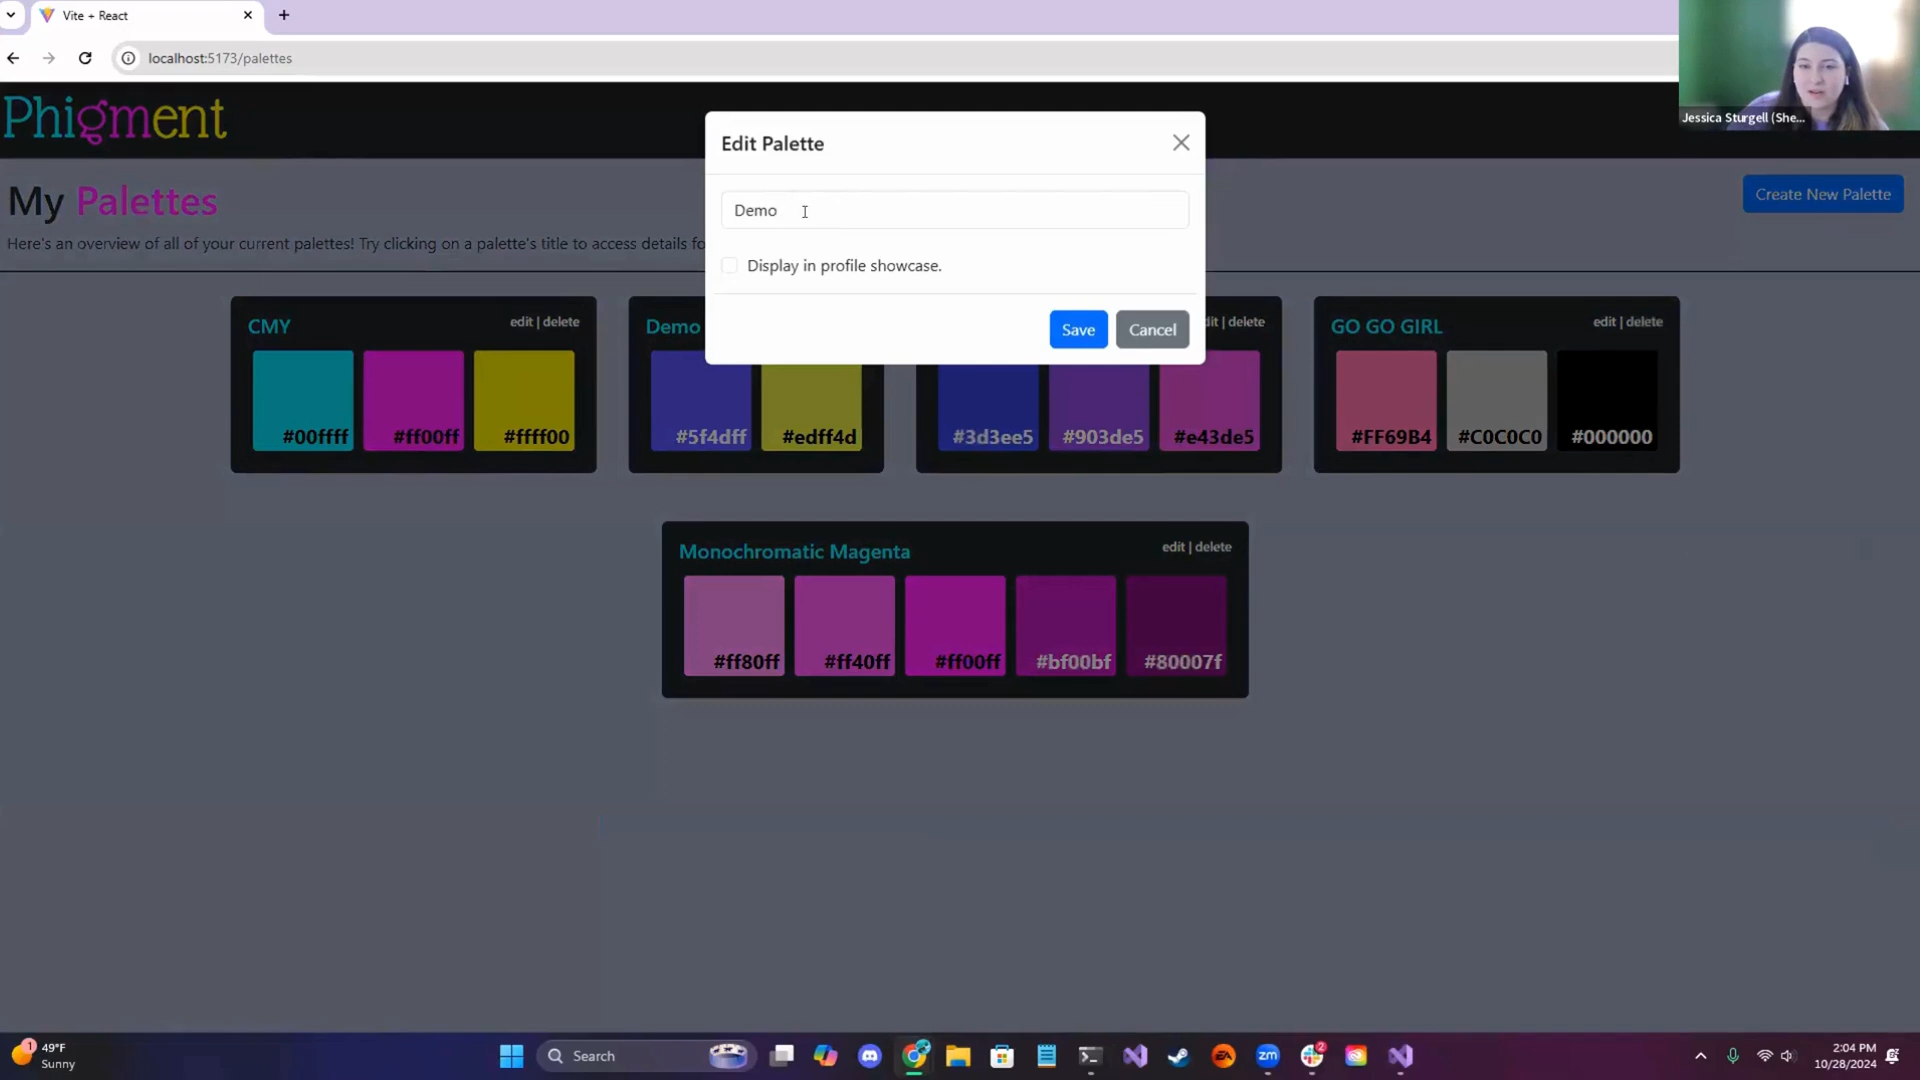 Vite + React
localhost:5173/palettes
Jessica Sturgell (She...
Phigment
Edit Palette
My Palettes
Create New Palette
Demo
Here's an overview of all of your current palettes! Try clicking on a palette's title to access details fo
Display in profile showcase.
Save
Cancel
CMY
edit | delete
Demo
dit | delete
GO GO GIRL
edit | delete
#00ffff
#ff00ff
#ffff00
#5f4dff
#edff4d
#3d3ee5
#903de5
#e43de5
#FF69B4
#C0C0C0
#000000
Monochromatic Magenta
edit | delete
#ff80ff
#ff40ff
#ff00ff
#bf00bf
#80007f
1
49°F
Sunny
Search
EA
zm
2
2:04 PM
10/28/2024